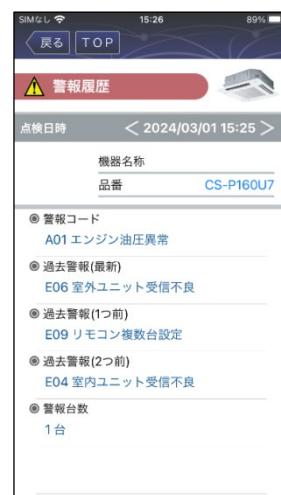 SIMなし 15:26 89%
戻る TOP
警報履歴
点検日時 < 2024/03/01 15:25 >
機器名称
品番 CS-P160U7
◉ 警報コード
A01 エンジン油圧異常
◉ 過去警報(最新)
E06 室外ユニット受信不良
◉ 過去警報(1つ前)
E09 リモコン複数台設定
◉ 過去警報(2つ前)
E04 室内ユニット受信不良
◉ 警報台数
1台